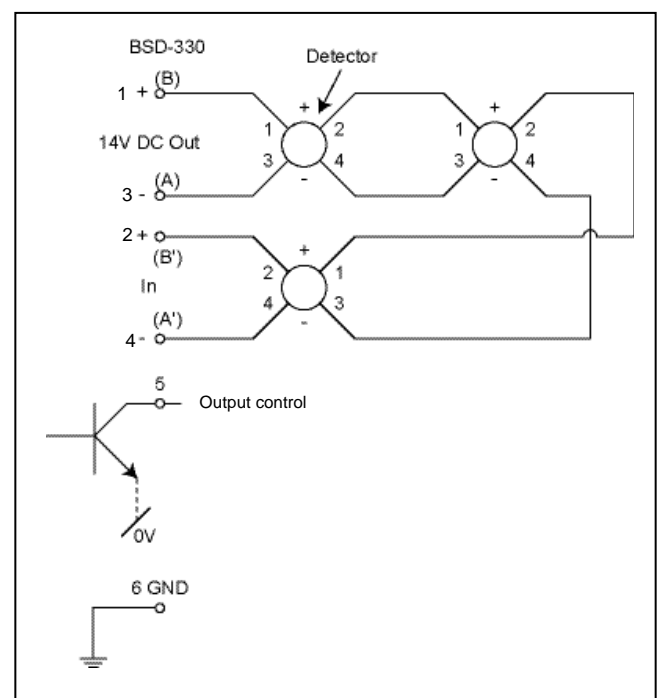 BSD-330
Detector
1 + (B)
+ +
1 2 1 2
14V DC Out
3 4 3 4
- -
3 - (A)
2 + (B')
+
2 1
In
4 3
-
(A')
4 -
5
Output control
0V
6 GND